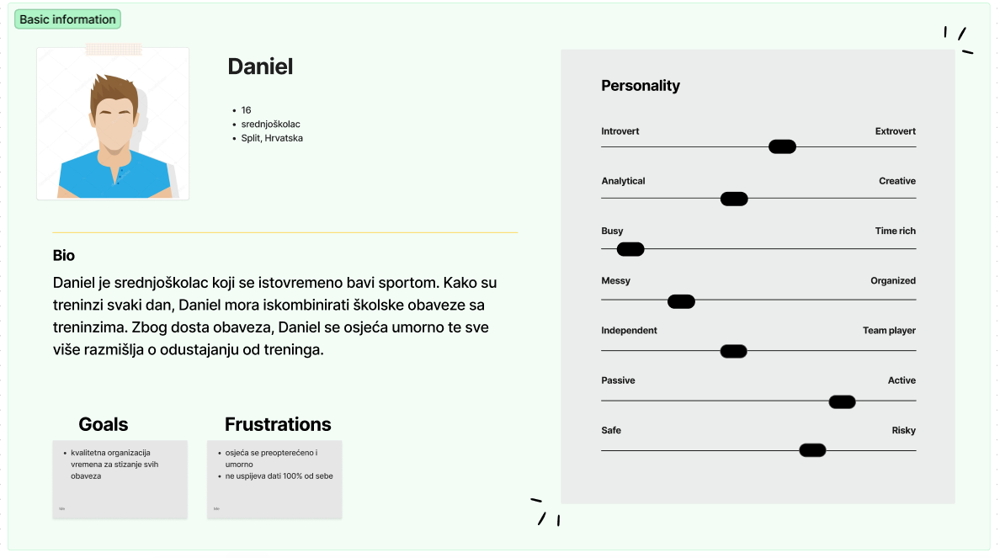 Basic information
Daniel
16
srednjoškolac
Split, Hrvatska
Bio
Daniel je srednjoškolac koji se istovremeno bavi sportom. Kako su
treninzi svaki dan, Daniel mora iskombinirati školske obaveze sa
treninzima. Zbog dosta obaveza, Daniel se osjeća umorno te sve
više razmišlja o odustajanju od treninga.
Goals
kvalitetna organizacija
vremena za stizanje svih
obaveza
Me
Frustrations
osjeća se preopterećeno i
umorno
ne uspijeva dati 100% od sebe
Me
Personality
Introvert Extrovert
Analytical Creative
Busy Time rich
Messy Organized
Independent Team player
Passive Active
Safe Risky